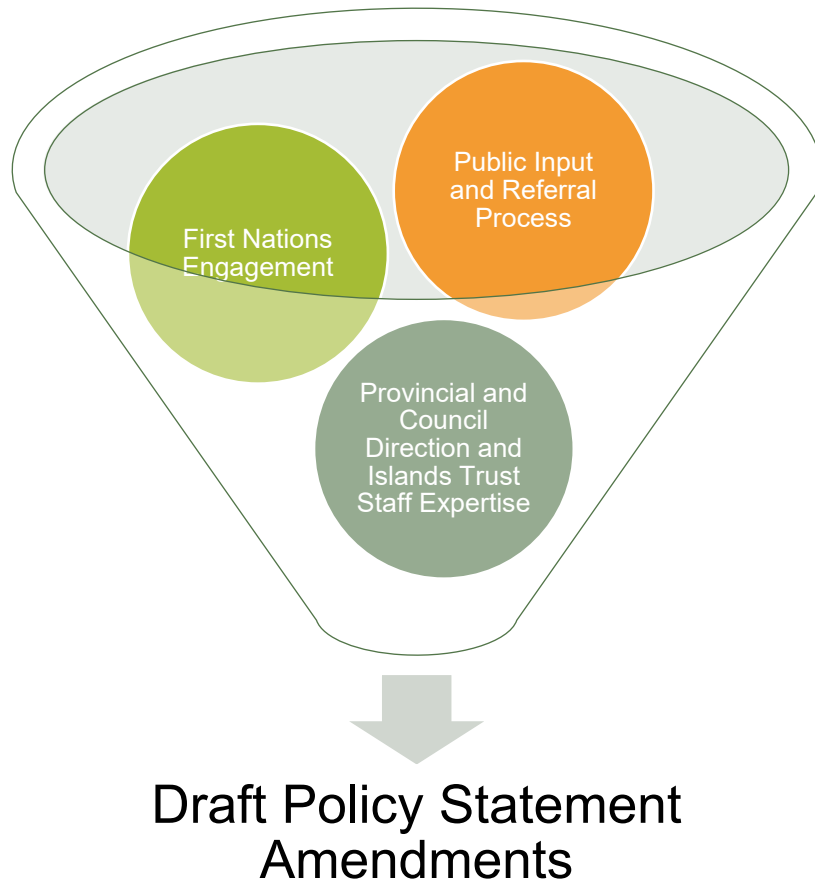 Public Input
and Referral
Process
First Nations
Engagement
Provincial and
Council
Direction and
Islands Trust
Staff Expertise
Draft Policy Statement
Amendments